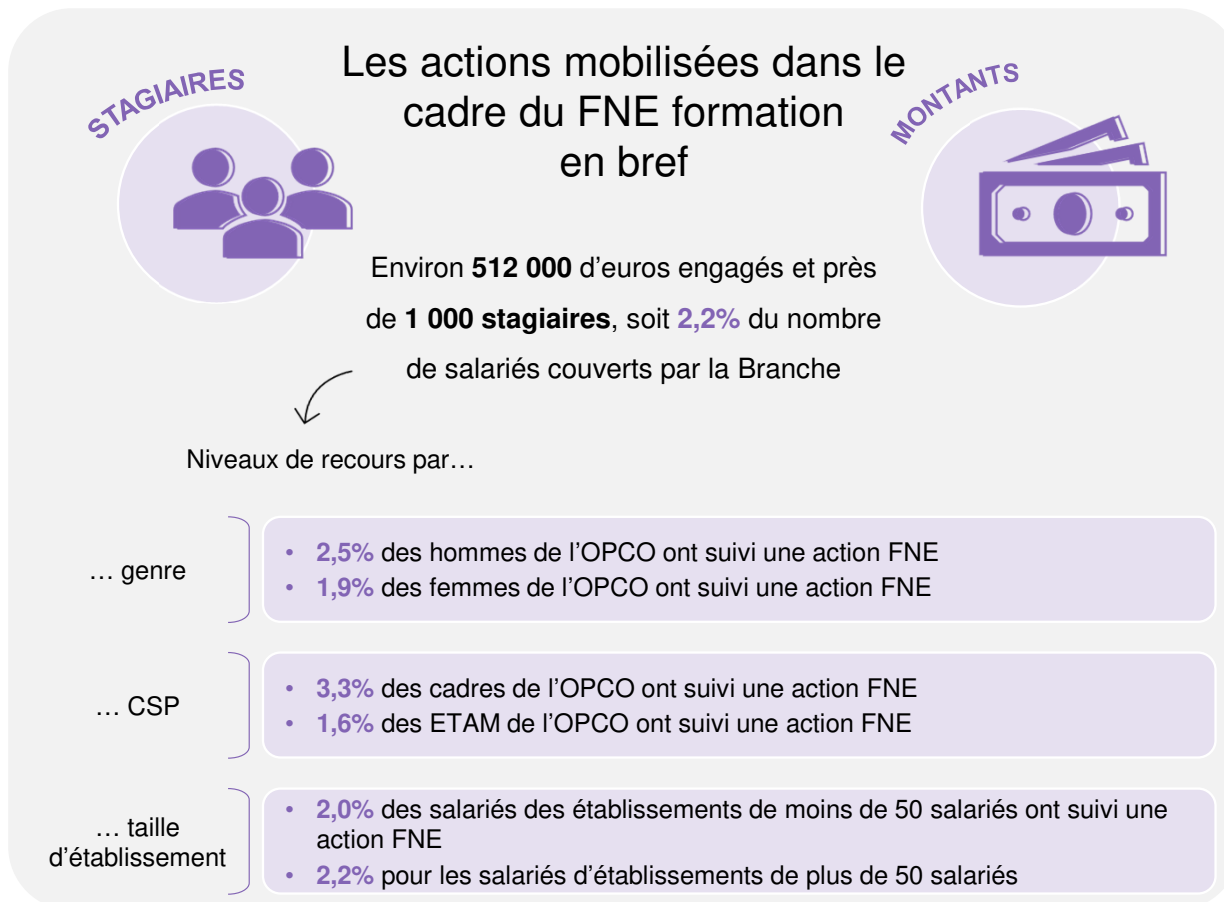 STAGIAIRES
Les actions mobilisées dans le
cadre du FNE formation
en bref
MONTANTS
Environ 512 000 d’euros engagés et près
de 1 000 stagiaires, soit 2,2% du nombre
de salariés couverts par la Branche
Niveaux de recours par…
… genre
• 2,5% des hommes de l’OPCO ont suivi une action FNE
• 1,9% des femmes de l’OPCO ont suivi une action FNE
… CSP
• 3,3% des cadres de l’OPCO ont suivi une action FNE
• 1,6% des ETAM de l’OPCO ont suivi une action FNE
… taille
d’établissement
• 2,0% des salariés des établissements de moins de 50 salariés ont suivi une
action FNE
• 2,2% pour les salariés d’établissements de plus de 50 salariés